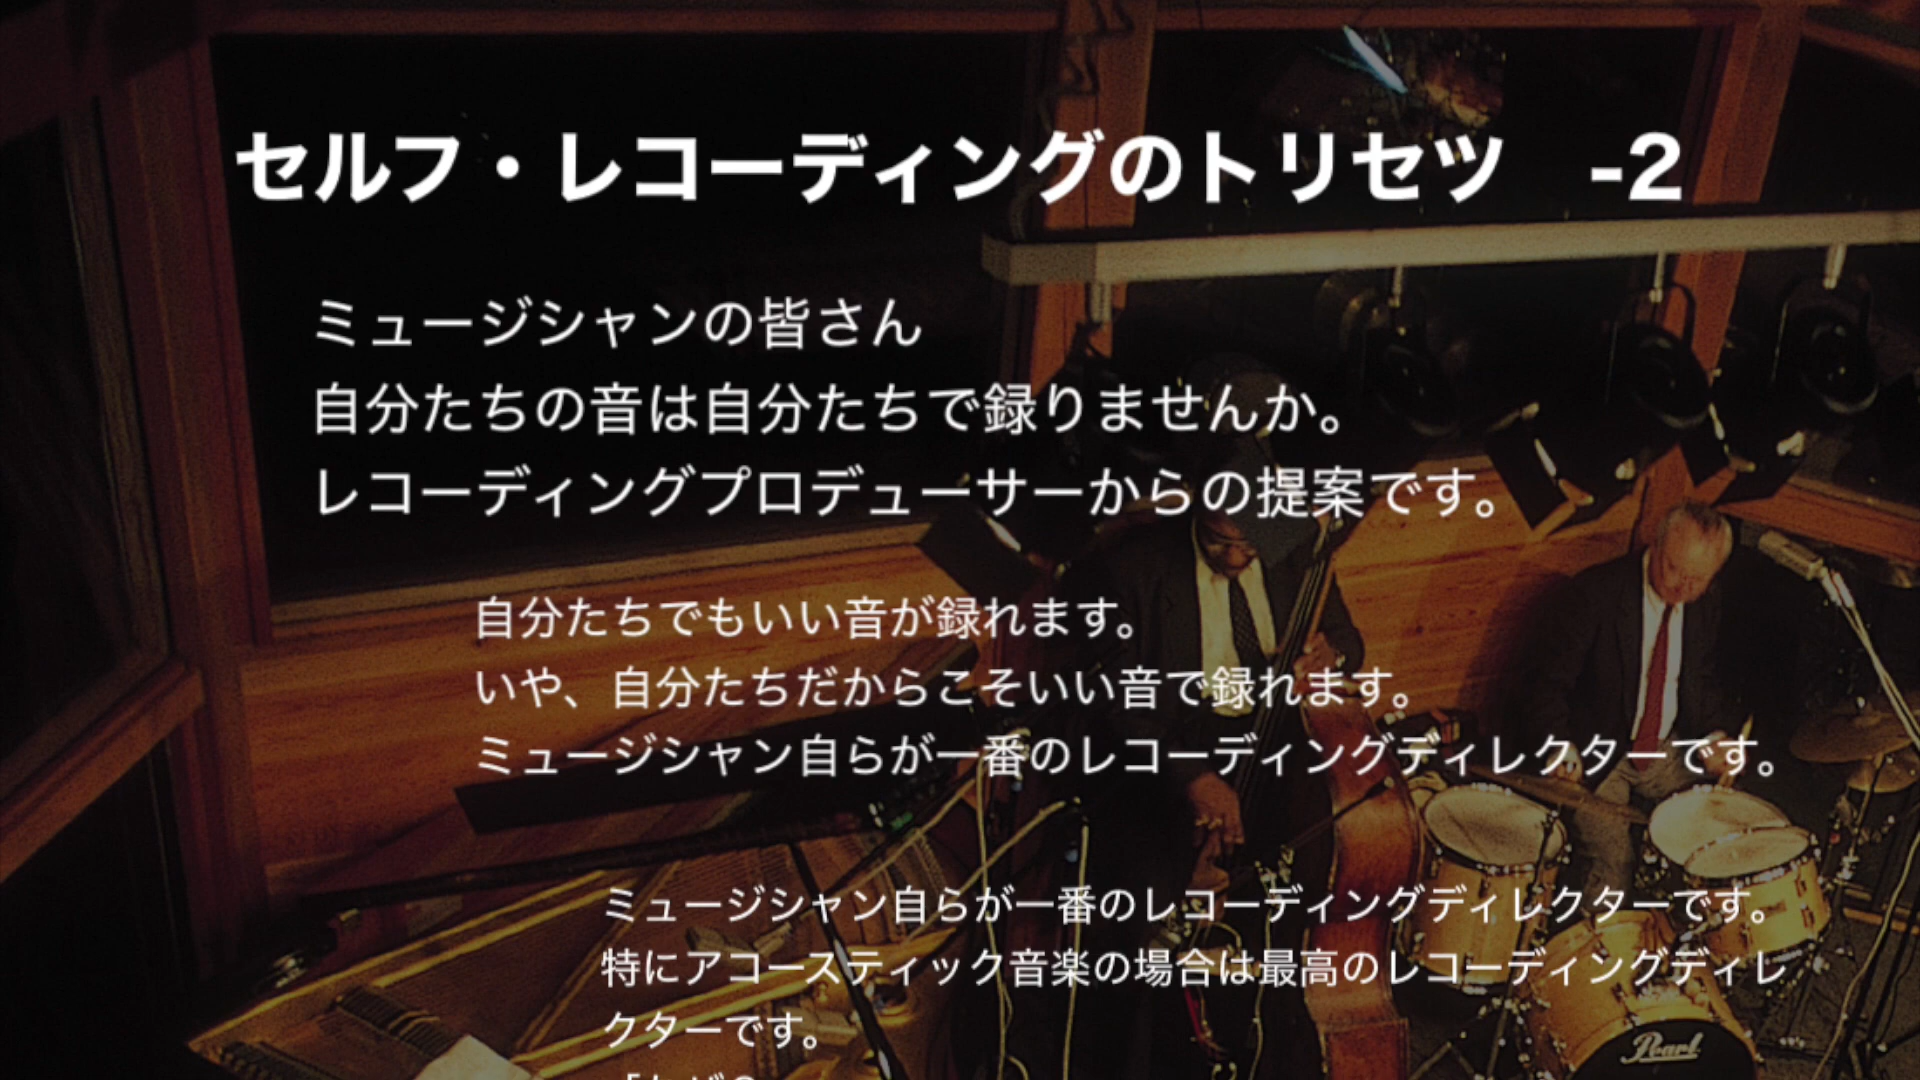 セルフ・レコーディングのトリセツ　-2
ミュージシャンの皆さん
自分たちの音は自分たちで録りませんか。
レコーディングプロデューサーからの提案です。
自分たちでもいい音が録れます。
いや、自分たちだからこそいい音で録れます。
ミュージシャン自らが一番のレコーディングディレクターです。
ミュージシャン自らが一番のレコーディングディレクターです。
特にアコースティック音楽の場合は最高のレコーディングディレ
クターです。
Pearl